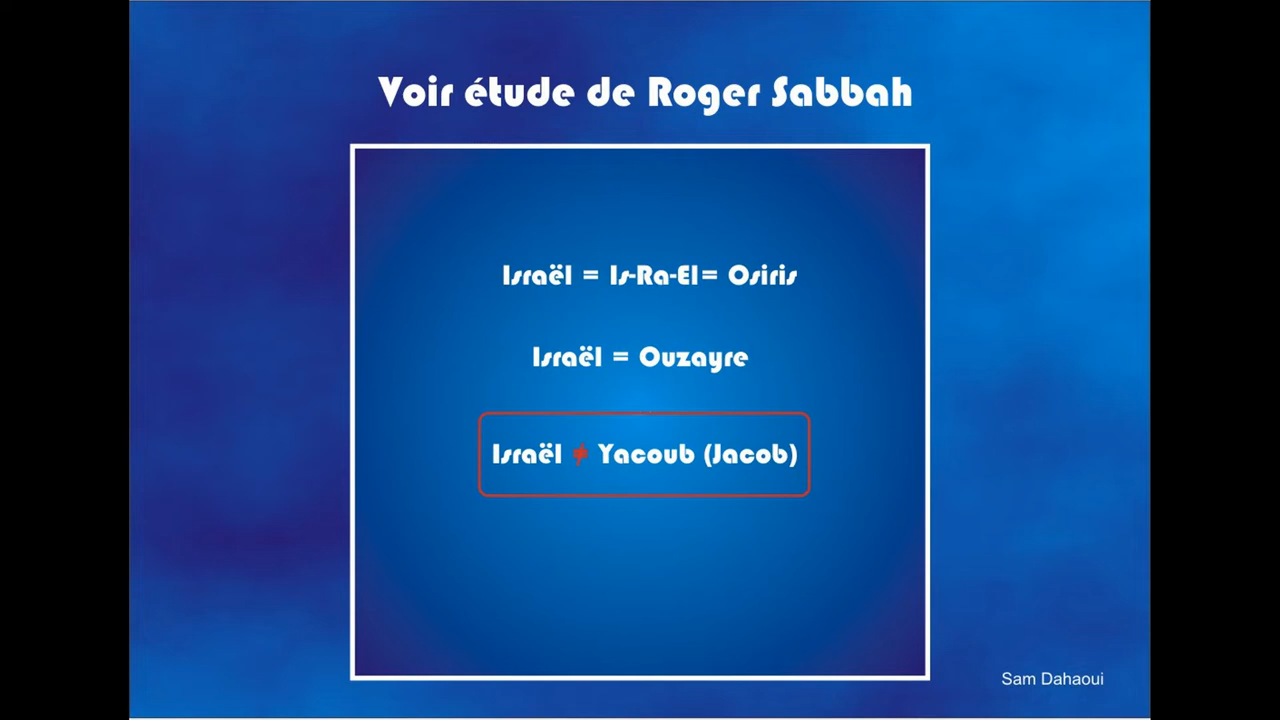 Voir étude de Roger Sabbah
Israël = Is-Ra-El= Osiris
Israël = Ouzayre
Israël ≠ Yacoub (Jacob)
Sam Dahaoui